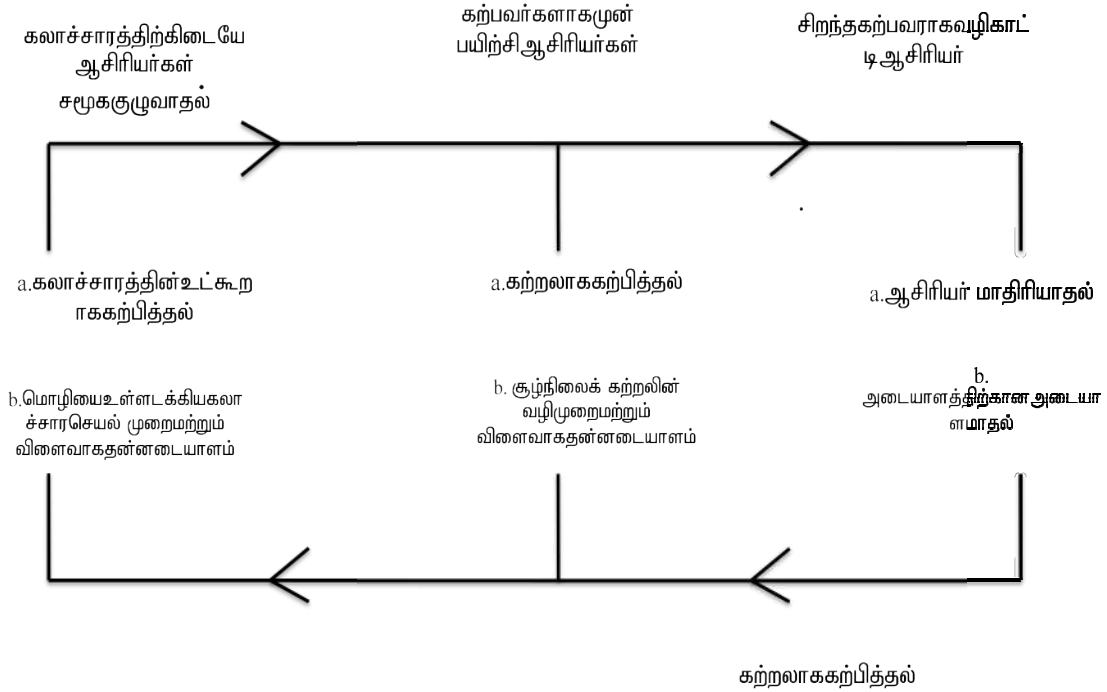 கலாச்சாரத்திற்கிடையே
ஆசிரியர்கள்
சமூககுழுவாதல்
கற்பவர்களாகமுன்
பயிற்சிஆசிரியர்கள்
சிறந்தகற்பவராகவழிகாட்
டிஆசிரியர்
a.கலாச்சாரத்தின்உட்கூற
ாககற்பித்தல்
a.கற்றலாககற்பித்தல்
a.ஆசிரியர் மாதிரியாதல்
b.மொழியைஉள்ளடக்கியகலா
ச்சாரசெயல் முறைமற்றும்
விளைவாகதன்னடையாளம்
b. சூழ்நிலைக் கற்றலின்
வழிமுறைமற்றும்
விளைவாகதன்னடையாளம்
b.
அடையாளத்திற்கான அடையா
ளமாதல்
கற்றலாககற்பித்தல்